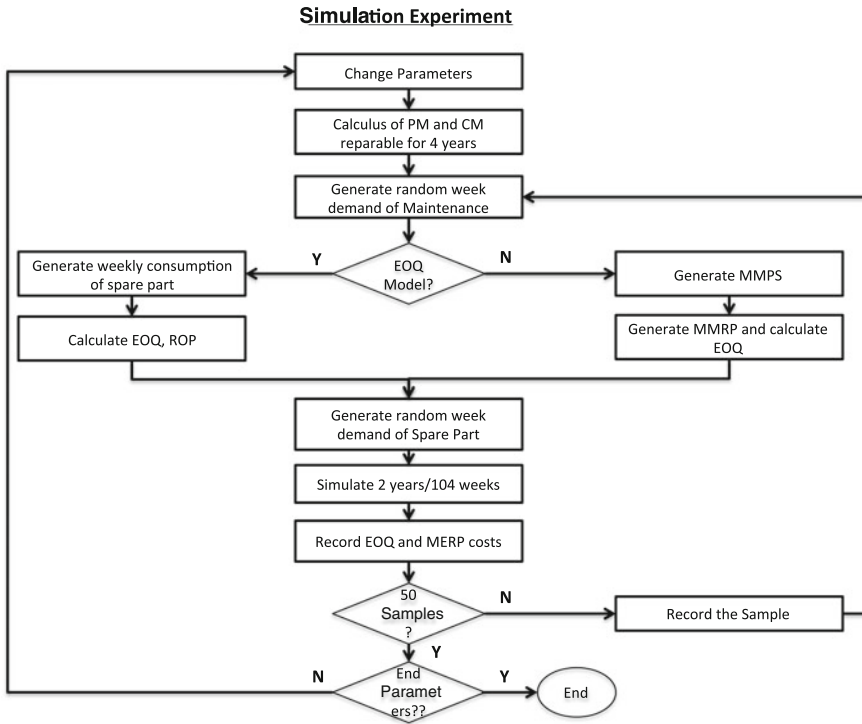 Simulation Experiment
Change Parameters
Calculus of PM and CM
reparable for 4 years
Generate random week
demand of Maintenance
Y
EOQ
Model?
N
Generate weekly consumption
of spare part
Generate MMPS
Calculate EOQ, ROP
Generate MMRP and calculate
EOQ
Generate random week
demand of Spare Part
Simulate 2 years/104 weeks
Record EOQ and MERP costs
50
Samples
?
N
Record the Sample
Y
N
End
Paramet
ers??
Y
End